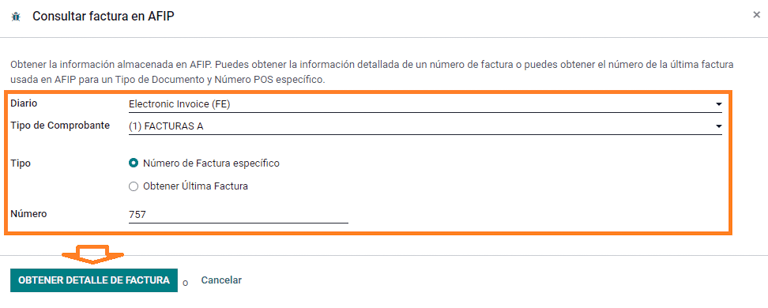 Consultar factura en AFIP
×
Obtener la información almacenada en AFIP. Puedes obtener la información detallada de un número de factura o puedes obtener el número de la última factura
usada en AFIP para un Tipo de Documento y Número POS específico.
Diario Electronic Invoice (FE)
Tipo de Comprobante (1) FACTURAS A
Tipo Número de Factura específico
Obtener Última Factura
Número 757
OBTENER DETALLE DE FACTURA o Cancelar